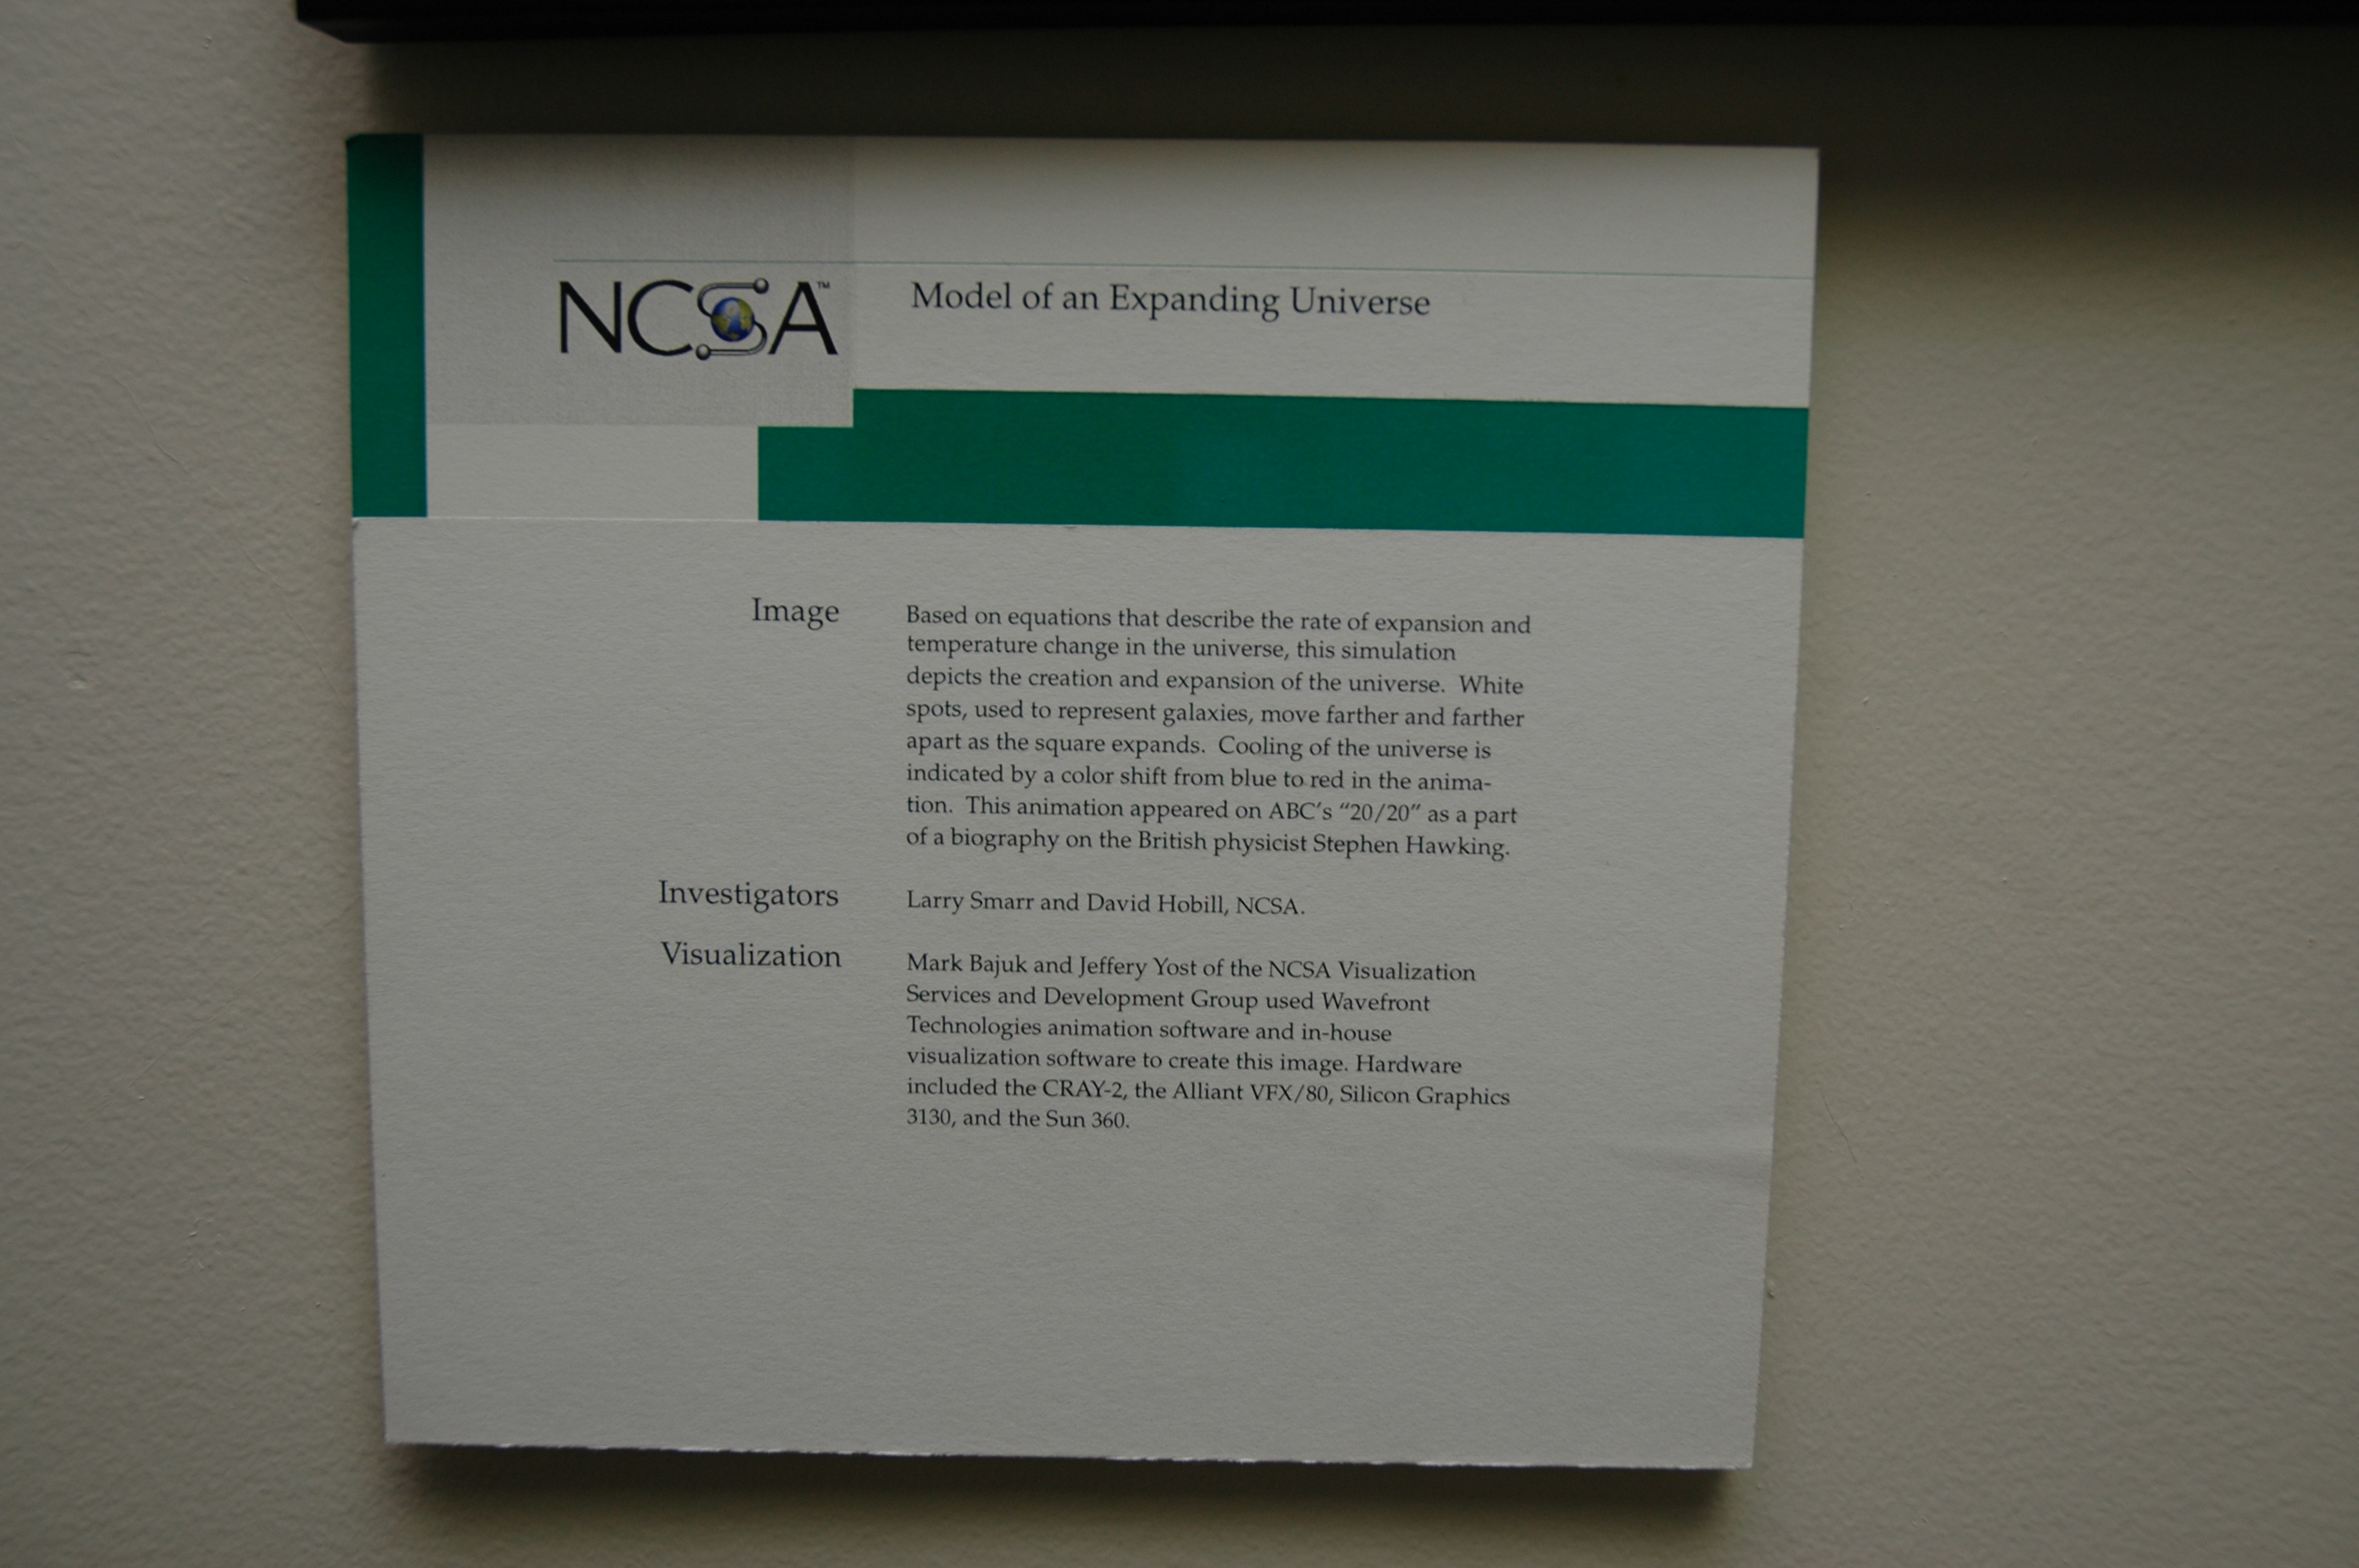 NCSA™
Model of an Expanding Universe
Image
Based on equations that describe the rate of expansion and
temperature change in the universe, this simulation
depicts the creation and expansion of the universe.  White
spots, used to represent galaxies, move farther and farther
apart as the square expands.  Cooling of the universe is
indicated by a color shift from blue to red in the anima-
tion.  This animation appeared on ABC's “20/20” as a part
of a biography on the British physicist Stephen Hawking.
Investigators
Larry Smarr and David Hobill, NCSA.
Visualization
Mark Bajuk and Jeffery Yost of the NCSA Visualization
Services and Development Group used Wavefront
Technologies animation software and in-house
visualization software to create this image. Hardware
included the CRAY-2, the Alliant VFX/80, Silicon Graphics
3130, and the Sun 360.